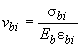 ν_bi = σ_bi / (E_b ε_bi)